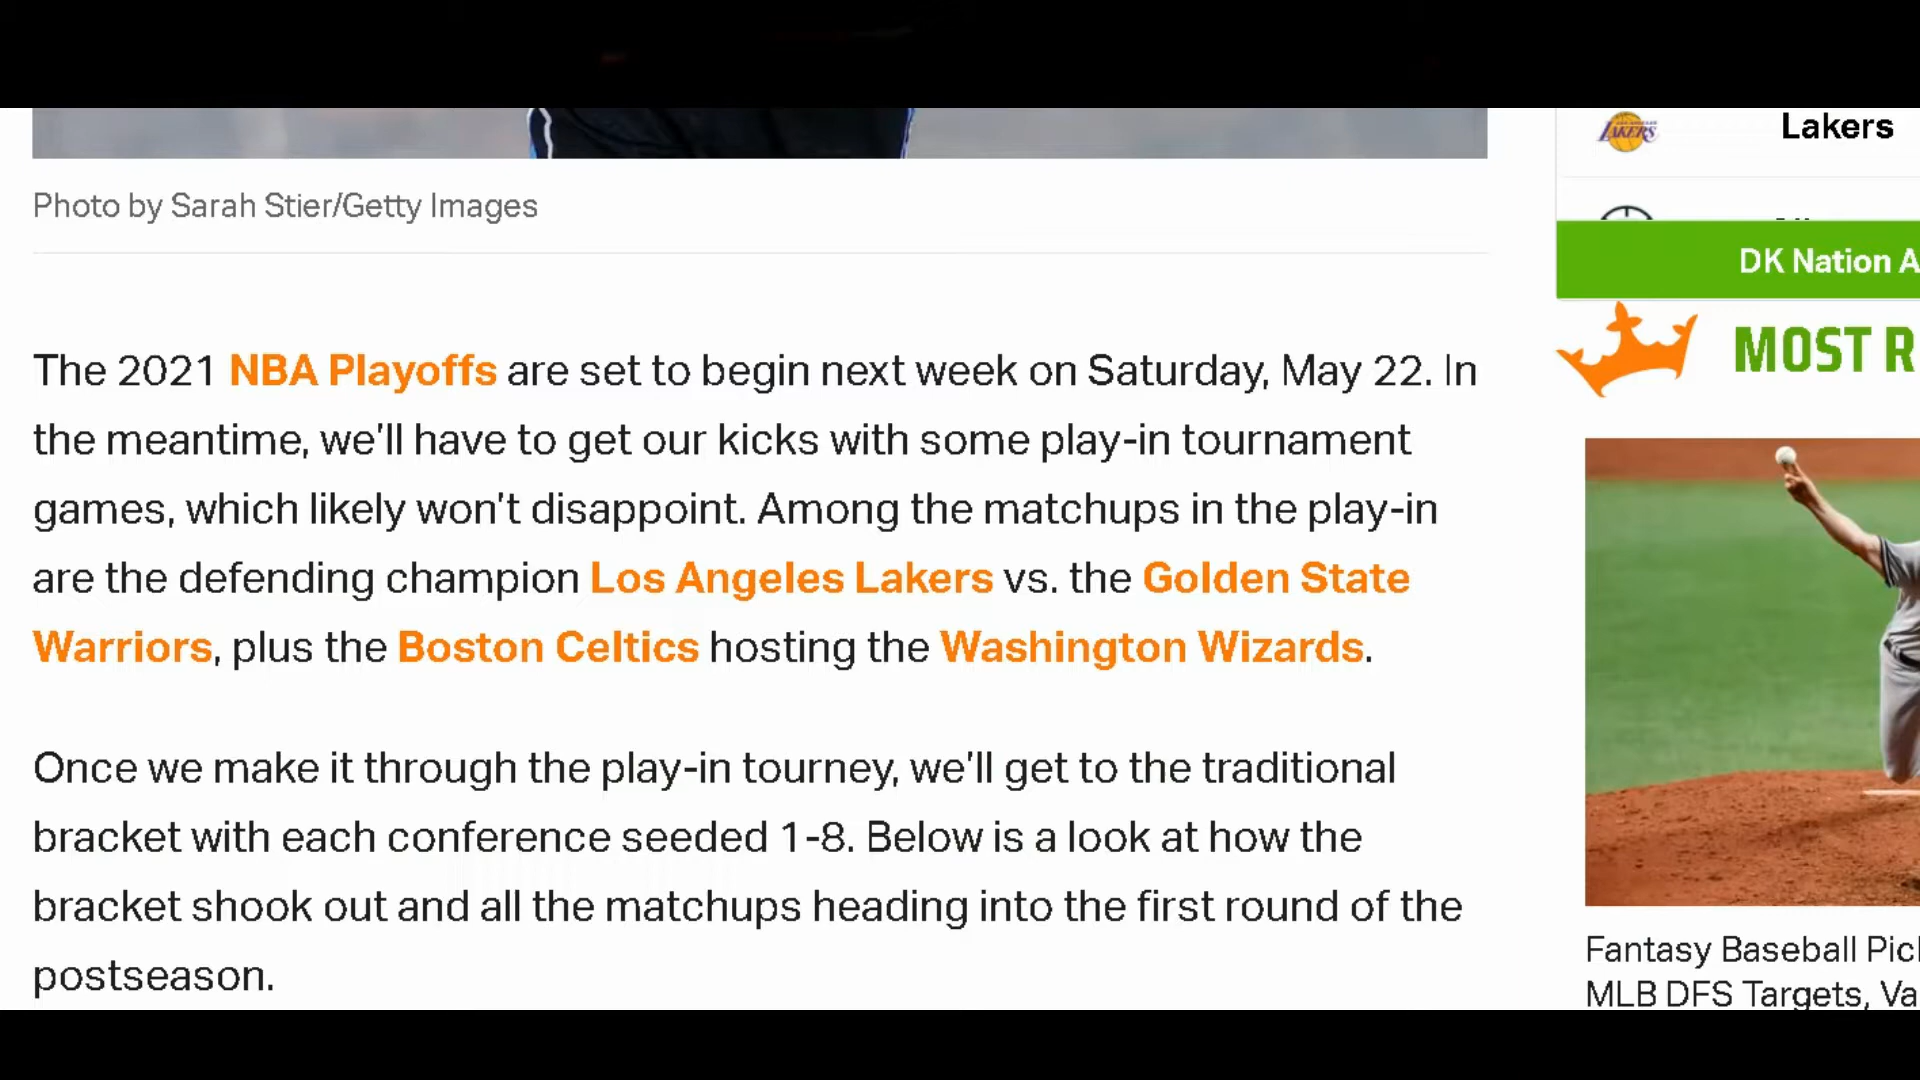 LAKERS
Lakers
Photo by Sarah Stier/Getty Images
DK Nation A
MOST R
The 2021 NBA Playoffs are set to begin next week on Saturday, May 22. In
the meantime, we'll have to get our kicks with some play-in tournament
games, which likely won't disappoint. Among the matchups in the play-in
are the defending champion Los Angeles Lakers vs. the Golden State
Warriors, plus the Boston Celtics hosting the Washington Wizards.
Once we make it through the play-in tourney, we'll get to the traditional
bracket with each conference seeded 1-8. Below is a look at how the
bracket shook out and all the matchups heading into the first round of the
postseason.
Fantasy Baseball Pic
MLB DFS Targets, Va